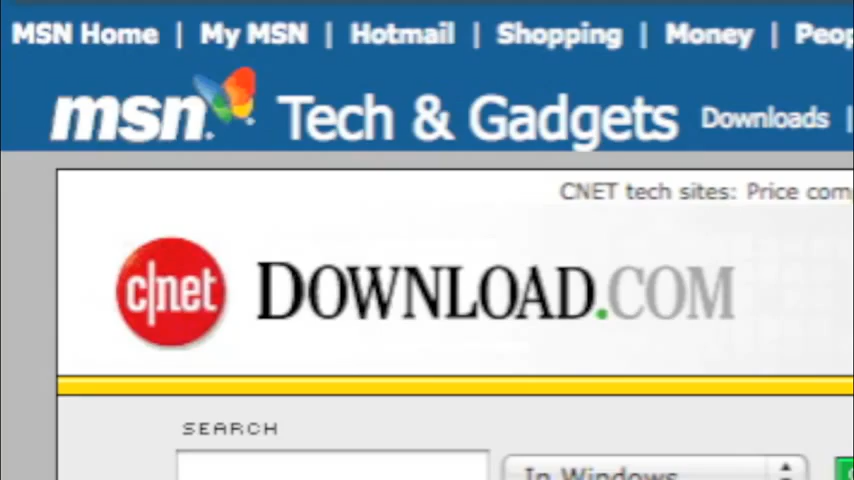 MSN Home | My MSN | Hotmail | Shopping | Money |
msn Tech & Gadgets Downloads |
CNET tech sites: Price
c|net DOWNLOAD.COM
SEARCH
In Windows